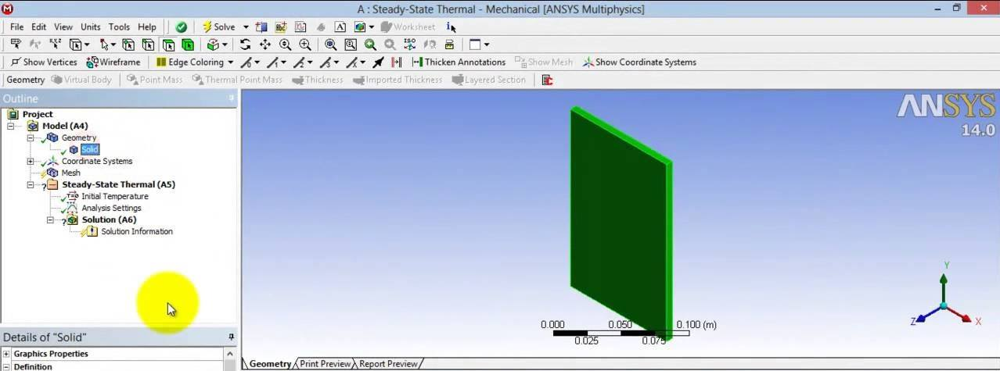 A : Steady-State Thermal - Mechanical [ANSYS Multiphysics]
File Edit View Units Tools Help Solve Worksheet
Show Vertices Wireframe Edge Coloring Thicken Annotations Show Mesh Show Coordinate Systems
Geometry Virtual Body Point Mass Thermal Point Mass Thickness Imported Thickness Layered Section
Outline
Project
Model (A4)
Geometry
Solid
Coordinate Systems
Mesh
Steady-State Thermal (A5)
Initial Temperature
Analysis Settings
Solution (A6)
Solution Information
ANSYS
14.0
Y
Z X
0.000 0.050 0.100 (m)
0.025 0.075
Details of "Solid"
Graphics Properties
Definition
Geometry Print Preview Report Preview